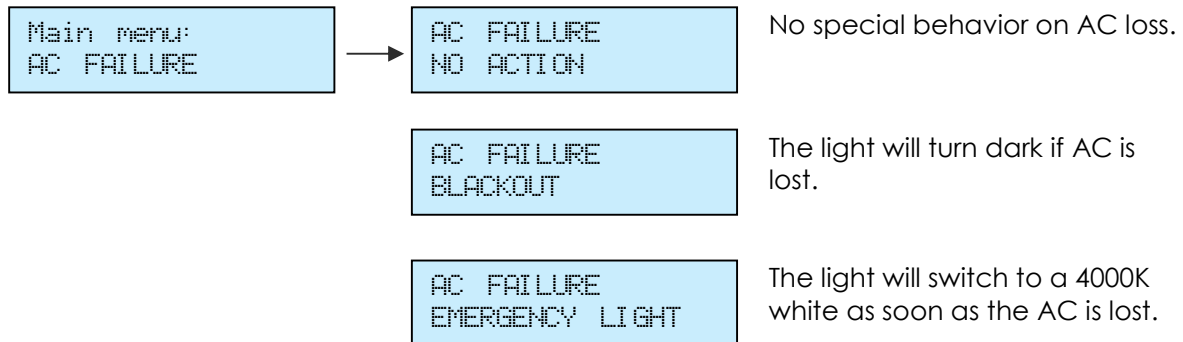 Main menu:
AC FAILURE
AC FAILURE
NO ACTION
No special behavior on AC loss.
AC FAILURE
BLACKOUT
The light will turn dark if AC is
lost.
AC FAILURE
EMERGENCY LIGHT
The light will switch to a 4000K
white as soon as the AC is lost.